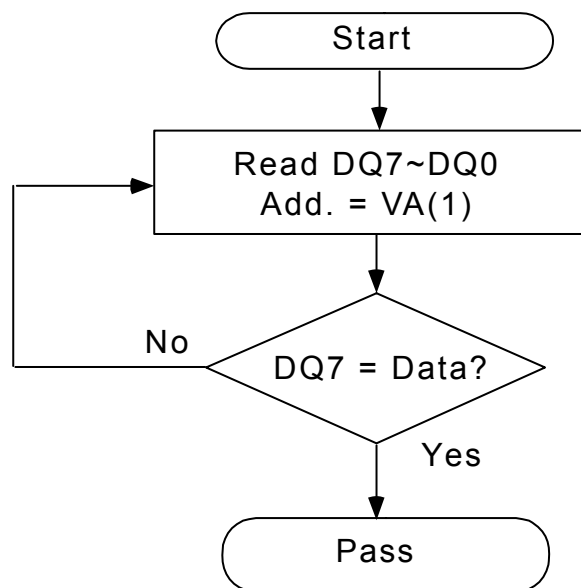 Start
Read DQ7~DQ0
Add. = VA(1)
No
DQ7 = Data?
Yes
Pass